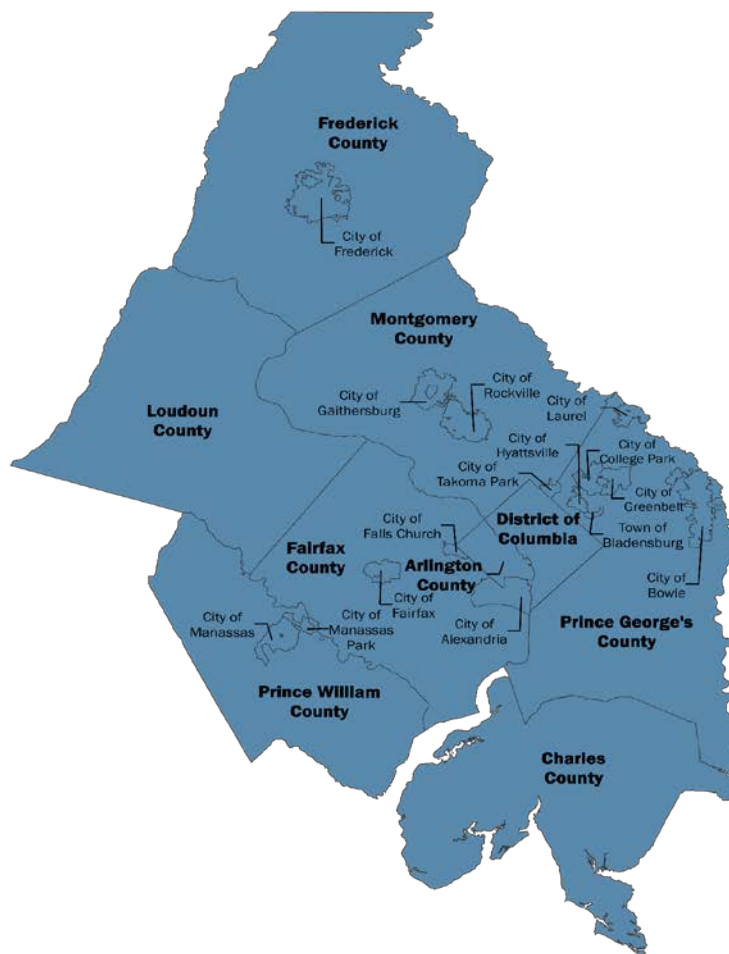 Frederick
County
City of
Frederick
Montgomery
County
City of
Rockville
City of
Gaithersburg
City of
Laurel
Loudoun
County
City of
Hyattsville
City of
College Park
City of
Takoma Park
City of
Greenbelt
City of
Falls Church
District of
Columbia
Town of
Bladensburg
Fairfax
County
Arlington
County
City of
Bowie
City of
Fairfax
City of
Manassas
City of
Manassas
Park
City of
Alexandria
Prince George's
County
Prince William
County
Charles
County